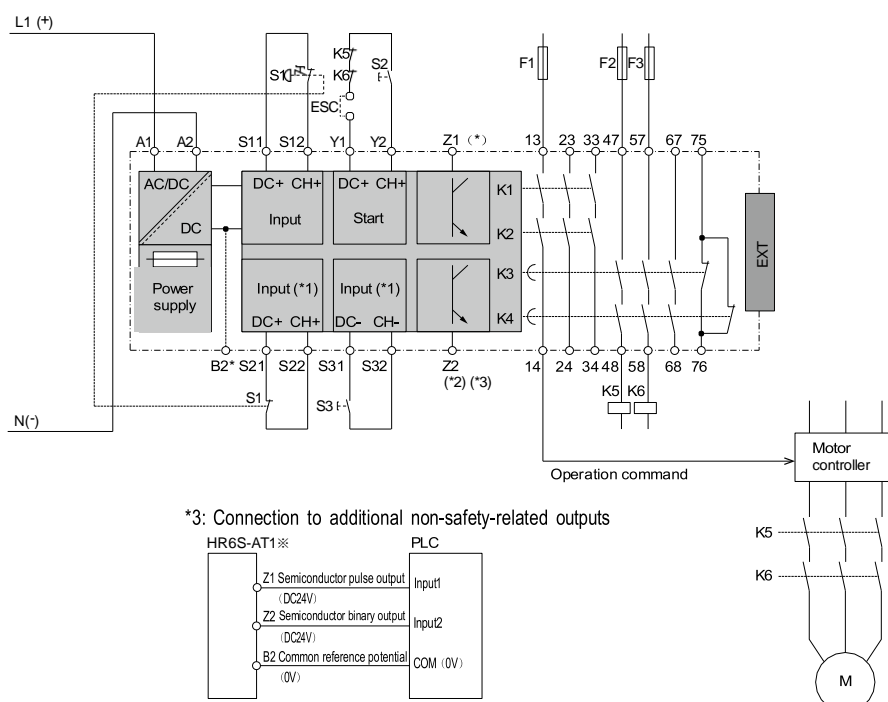 L1 (+)
K5
K6
S1
S2
ESC
F1
F2
F3
A1
A2
S11
S12
Y1
Y2
Z1 (*)
13
23
33
47
57
67
75
AC/DC
DC
DC+ CH+
Input
DC+ CH+
Start
K1
K2
K3
K4
EXT
Power
supply
Input (*1)
DC+ CH+
Input (*1)
DC- CH-
B2*
S21
S22
S31
S32
Z2
(*2) (*3)
14
24
34
48
58
68
76
S1
S3
K5
K6
N(-)
Operation command
Motor
controller
K5
K6
M
*3: Connection to additional non-safety-related outputs
HR6S-AT1※
PLC
Z1 Semiconductor pulse output
(DC24V)
Input1
Z2 Semiconductor binary output
(DC24V)
Input2
B2 Common reference potential
(0V)
COM (0V)